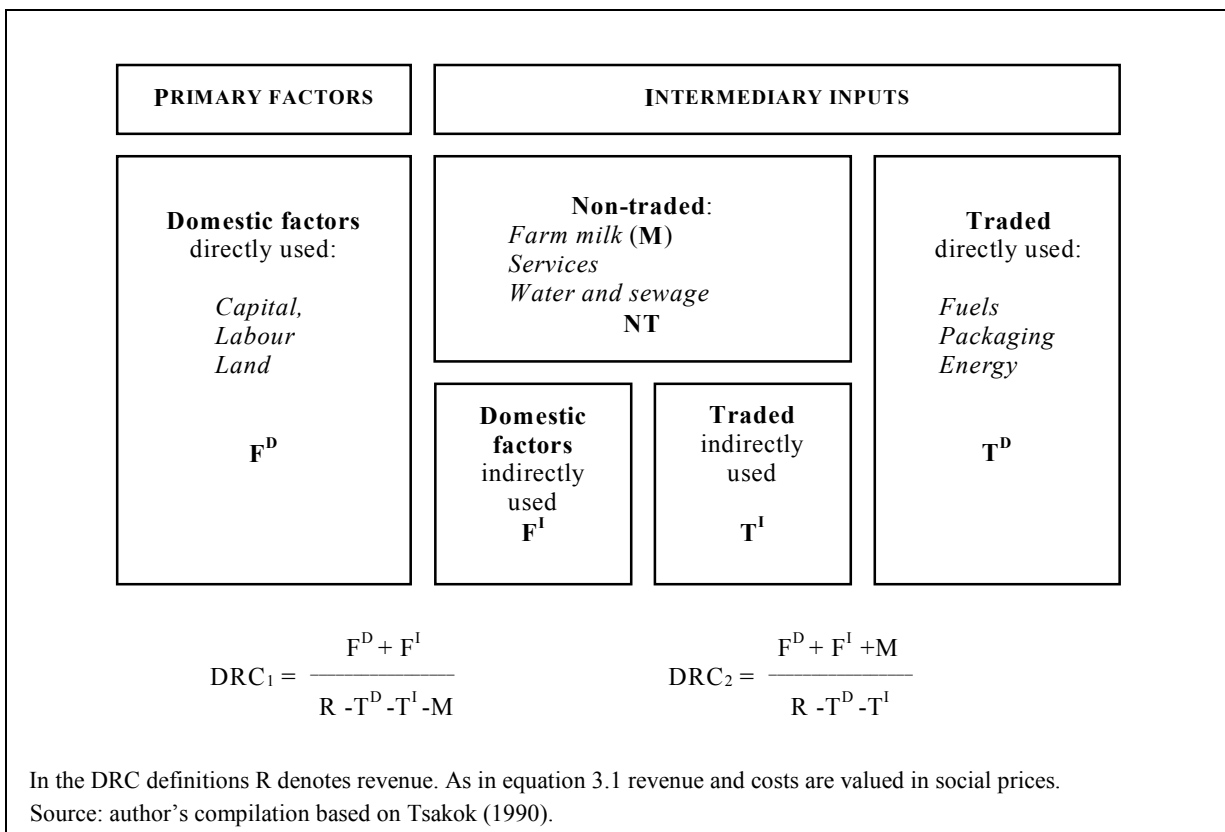 PRIMARY FACTORS
INTERMEDIARY INPUTS
Domestic factors
directly used:
Capital,
Labour
Land
F^D
Non-traded:
Farm milk (M)
Services
Water and sewage
NT
Domestic
factors
indirectly
used
F^I
Traded
indirectly
used
T^I
Traded
directly used:
Fuels
Packaging
Energy
T^D
F^D + F^I
DRC₁ =
R -T^D -T^I -M
F^D + F^I +M
DRC₂ =
R -T^D -T^I
In the DRC definitions R denotes revenue. As in equation 3.1 revenue and costs are valued in social prices.
Source: author’s compilation based on Tsakok (1990).